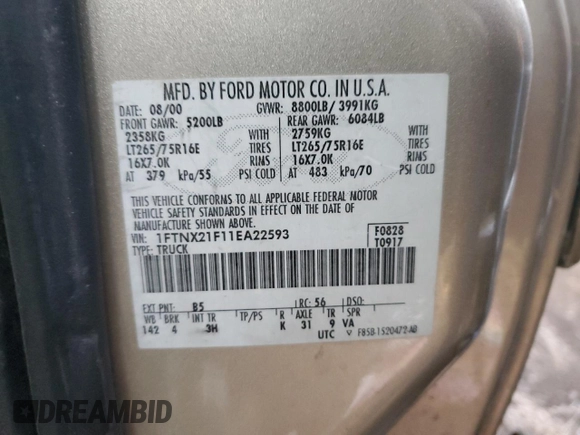 MFD. BY FORD MOTOR CO. IN U.S.A.
DATE: 08/00 GVWR: 8800LB/ 3991KG
FRONT GAWR: 5200LB REAR GAWR: 6084LB
2358KG WITH 2759KG WITH
LT265/75R16E TIRES LT265/75R16E TIRES
16X7.0K RIMS 16X7.0K RIMS
AT 379 kPa/55 PSI COLD AT 483 kPa/70 PSI COLD
THIS VEHICLE CONFORMS TO ALL APPLICABLE FEDERAL MOTOR
VEHICLE SAFETY STANDARDS IN EFFECT ON THE DATE OF
MANUFACTURE SHOWN ABOVE.
VIN: 1FTNX21F11EA22593 F0828
TYPE: TRUCK T0917
EXT PNT: B5 RC: 56 DSO:
WB BRK INT TR TP/PS R AXLE TR SPR
142 4 3H K 31 9 VA
UTC F85B-1520472-AB
AUTOBIDMASTER